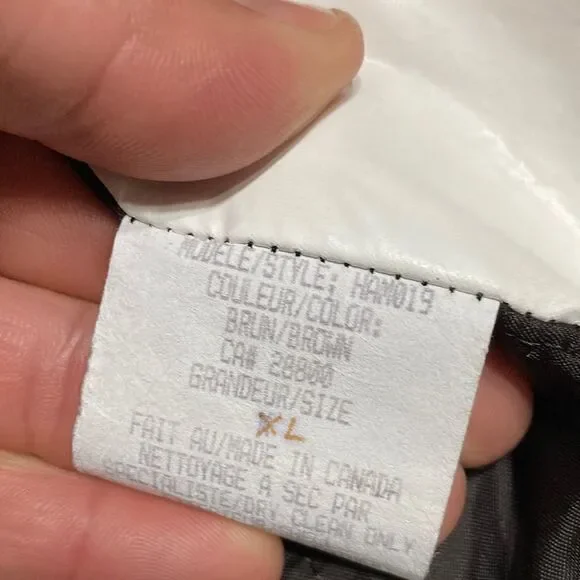 MODELE/STYLE: HAM019
COULEUR/COLOR:
BRUN/BROWN
CA# 20800
GRANDEUR/SIZE
XL
FAIT AU/MADE IN CANADA
NETTOYAGE A SEC PAR
SPECIALISTE/DRY CLEAN ONLY